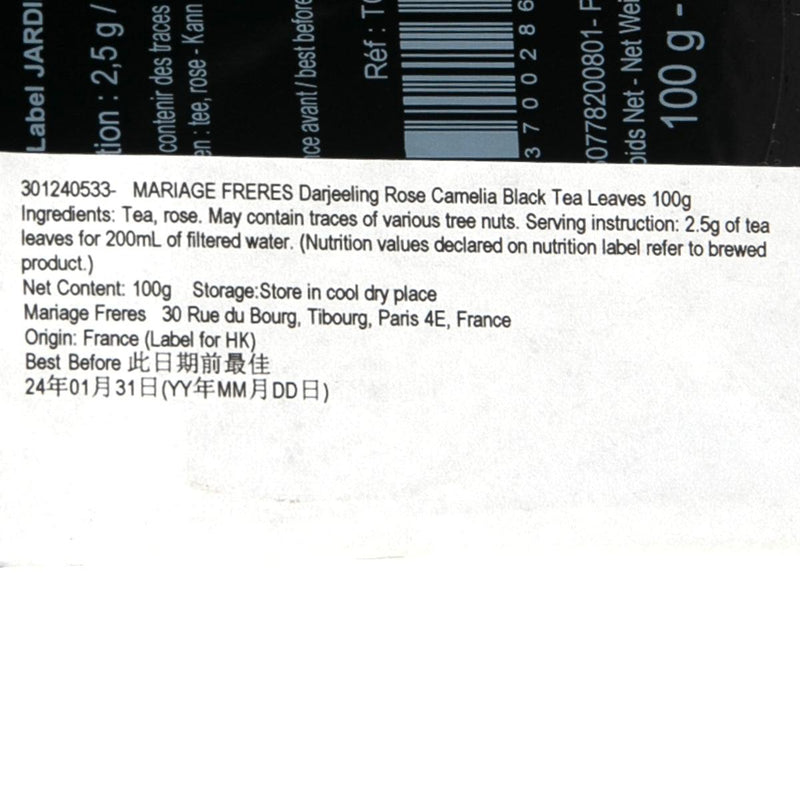 Label JARDI
tion : 2,5 g /
contenir des traces
en : tee, rose - Kann
ce avant / best before
Réf : T
3 7 0 0 2 8 6
00778200801- F
oids Net - Net Wei
100 g -
301240533- MARIAGE FRERES Darjeeling Rose Camelia Black Tea Leaves 100g
Ingredients: Tea, rose. May contain traces of various tree nuts. Serving instruction: 2.5g of tea
leaves for 200mL of filtered water. (Nutrition values declared on nutrition label refer to brewed
product.)
Net Content: 100g Storage:Store in cool dry place
Mariage Freres 30 Rue du Bourg, Tibourg, Paris 4E, France
Origin: France (Label for HK)
Best Before 此日期前最佳
24年01月31日(YY年MM月DD日)